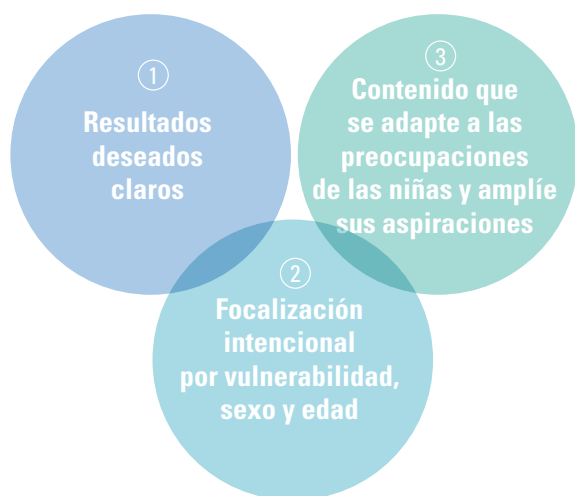 ①
Resultados
deseados
claros
②
Focalización
intencional
por vulnerabilidad,
sexo y edad
③
Contenido que
se adapte a las
preocupaciones
de las niñas y amplíe
sus aspiraciones